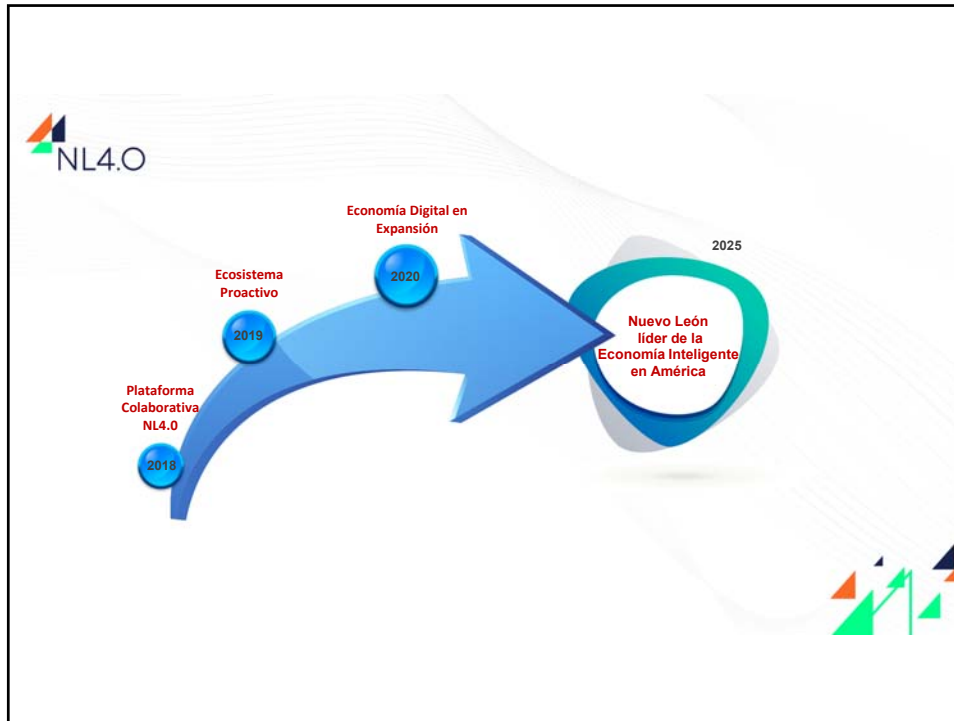 NL4.0
Economía Digital en
Expansión
2020
2025
Ecosistema
Proactivo
2019
Nuevo León
líder de la
Economía Inteligente
en América
Plataforma
Colaborativa
NL4.0
2018